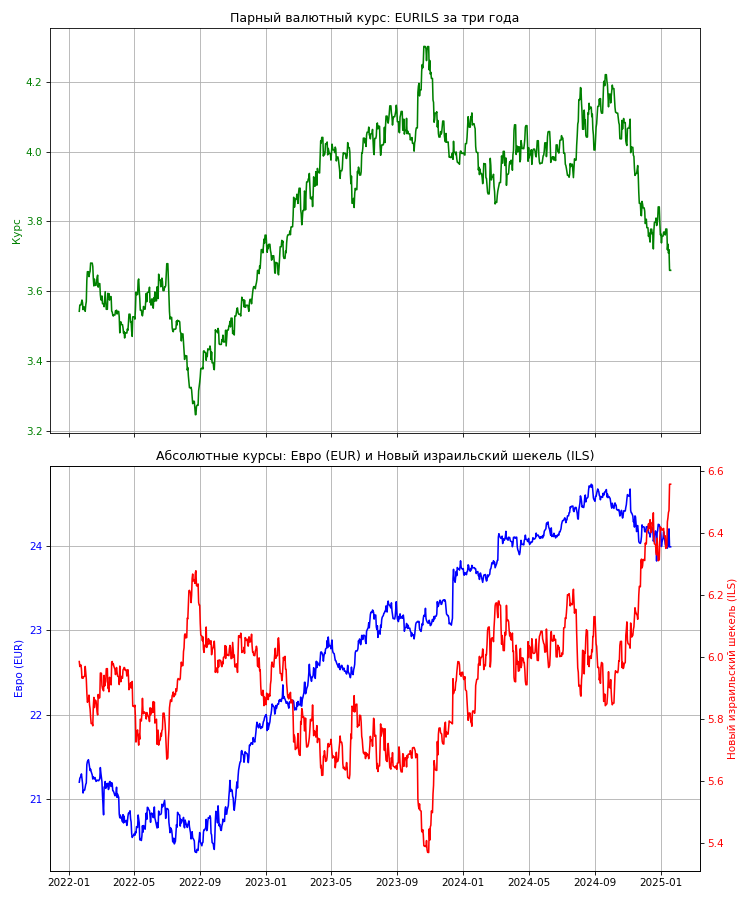 Парный валютный курс: EURILS за три года
4.2
4.0
3.8
3.6
3.4
3.2
Курс
Абсолютные курсы: Евро (EUR) и Новый израильский шекель (ILS)
24
23
22
21
Евро (EUR)
6.6
6.4
6.2
6.0
5.8
5.6
5.4
Новый израильский шекель (ILS)
2022-01 2022-05 2022-09 2023-01 2023-05 2023-09 2024-01 2024-05 2024-09 2025-01